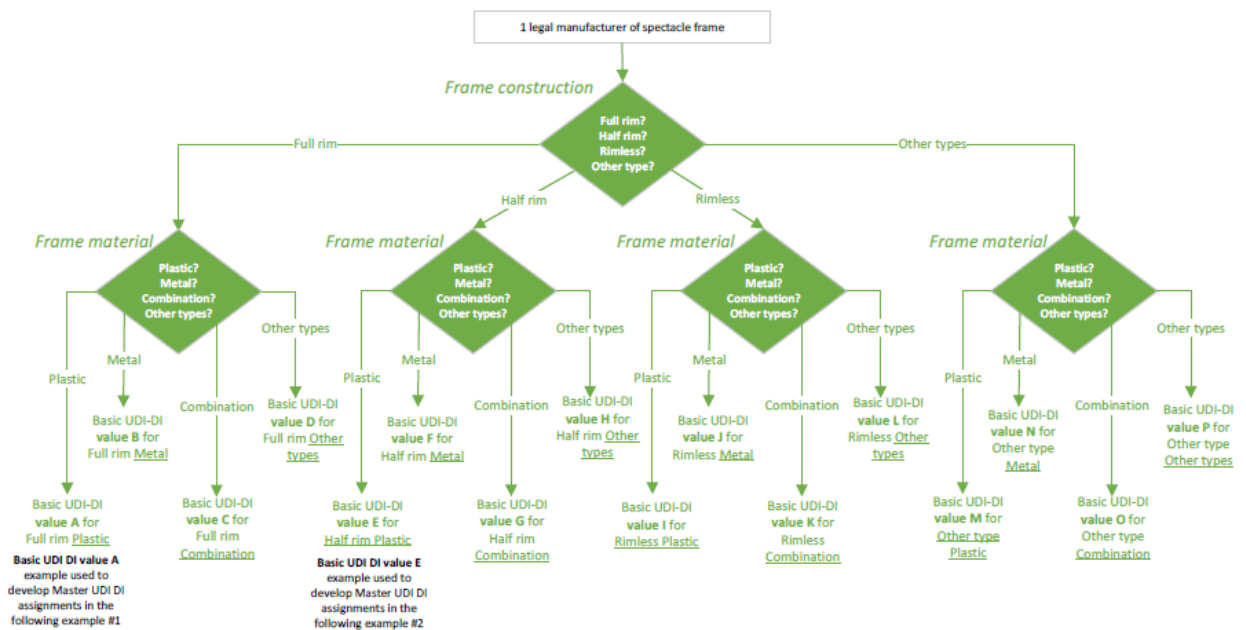 1 legal manufacturer of spectacle frame
Frame construction
Full rim?
Half rim?
Rimless?
Other type?
Full rim
Half rim
Rimless
Other types
Frame material
Plastic?
Metal?
Combination?
Other types?
Plastic
Metal
Combination
Other types
Basic UDI-DI
value A for
Full rim Plastic
Basic UDI DI value A
example used to
develop Master UDI DI
assignments in the
following example #1
Basic UDI-DI
value B for
Full rim Metal
Basic UDI-DI
value C for
Full rim
Combination
Basic UDI-DI
value D for
Full rim Other
types
Frame material
Plastic?
Metal?
Combination?
Other types?
Plastic
Metal
Combination
Other types
Basic UDI-DI
value E for
Half rim Plastic
Basic UDI DI value E
example used to
develop Master UDI DI
assignments in the
following example #2
Basic UDI-DI
value F for
Half rim Metal
Basic UDI-DI
value G for
Half rim
Combination
Basic UDI-DI
value H for
Half rim Other
types
Frame material
Plastic?
Metal?
Combination?
Other types?
Plastic
Metal
Combination
Other types
Basic UDI-DI
value I for
Rimless Plastic
Basic UDI-DI
value J for
Rimless Metal
Basic UDI-DI
value K for
Rimless
Combination
Basic UDI-DI
value L for
Rimless Other
types
Frame material
Plastic?
Metal?
Combination?
Other types?
Plastic
Metal
Combination
Other types
Basic UDI-DI
value M for
Other type
Plastic
Basic UDI-DI
value N for
Other type
Metal
Basic UDI-DI
value O for
Other type
Combination
Basic UDI-DI
value P for
Other type
Other types